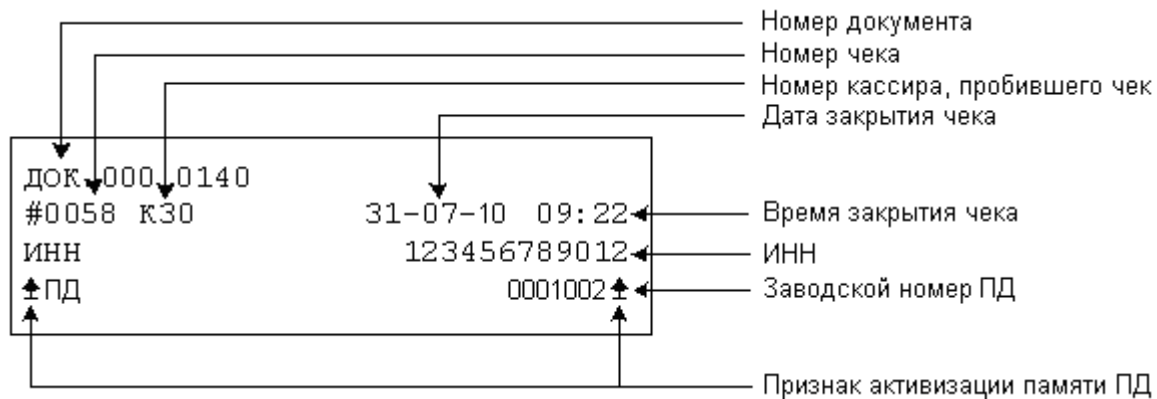 Номер документа
Номер чека
Номер кассира, пробившего чек
Дата закрытия чека
ДОК 000 0140
#0058 К30 31-07-10 09:22 Время закрытия чека
ИНН 123456789012 ИНН
ПД 0001002 Заводской номер ПД
Признак активизации памяти ПД